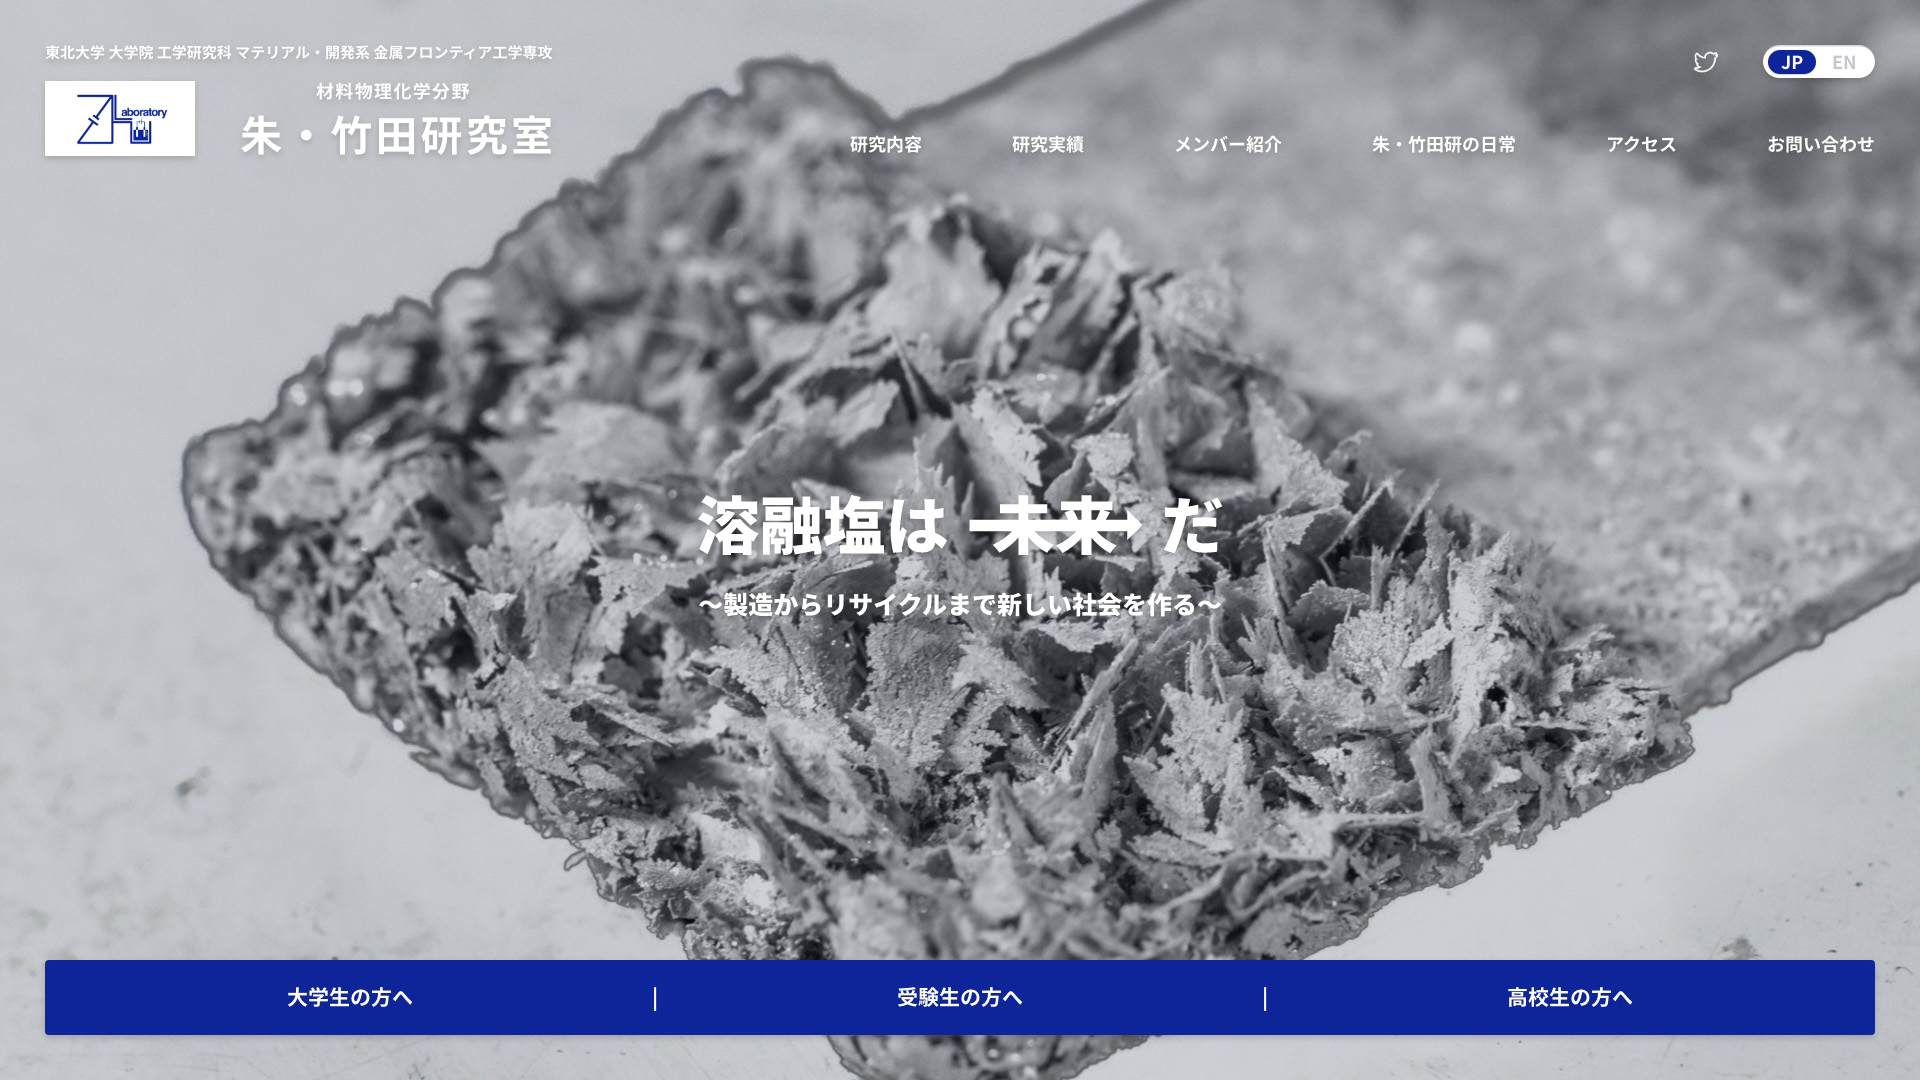 東北大学 大学院 工学研究科 マテリアル・開発系 金属フロンティア工学専攻
aboratory
材料物理化学分野
朱・竹田研究室
JP EN
研究内容 研究実績 メンバー紹介 朱・竹田研の日常 アクセス お問い合わせ
溶融塩は 未来 だ
〜製造からリサイクルまで新しい社会を作る〜
大学生の方へ | 受験生の方へ | 高校生の方へ